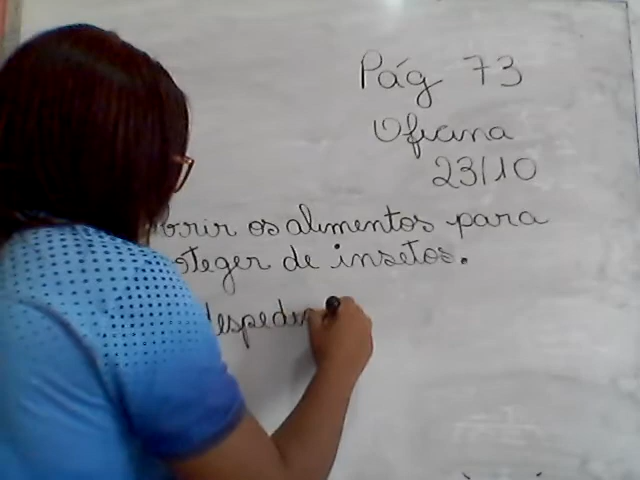 Pág 73
Oficina
23/10
os alimentos para
de insetos.